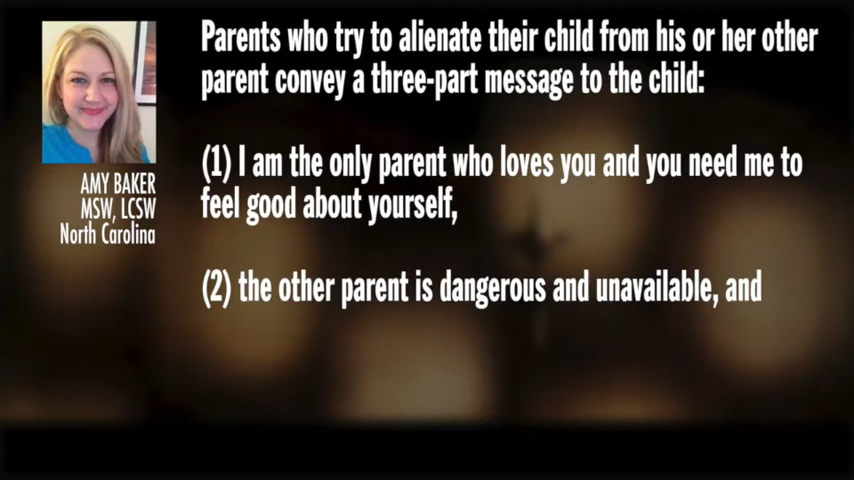 Parents who try to alienate their child from his or her other
parent convey a three-part message to the child:
(1) I am the only parent who loves you and you need me to
feel good about yourself,
(2) the other parent is dangerous and unavailable, and
AMY BAKER
MSW, LCSW
North Carolina